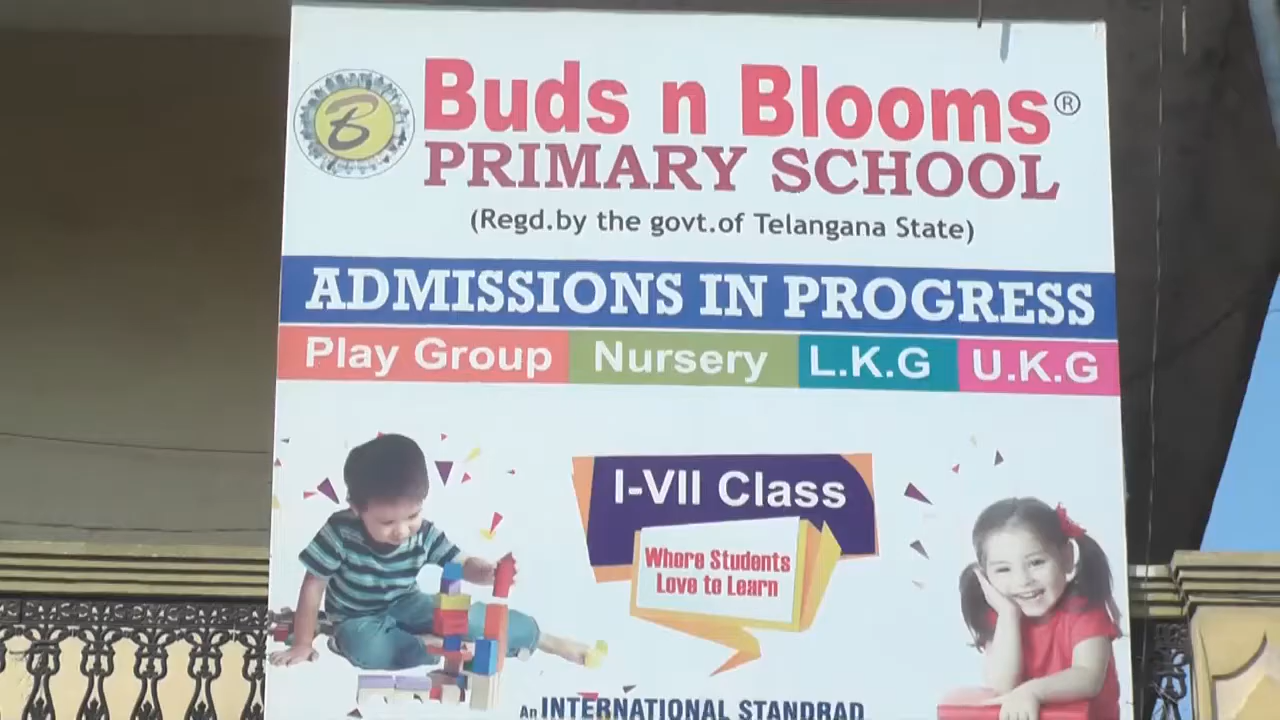 B
Buds n Blooms®
PRIMARY SCHOOL
(Regd.by the govt.of Telangana State)
ADMISSIONS IN PROGRESS
Play Group Nursery L.K.G U.K.G
I-VII Class
Where Students
Love to Learn
An INTERNATIONAL STANDRAD